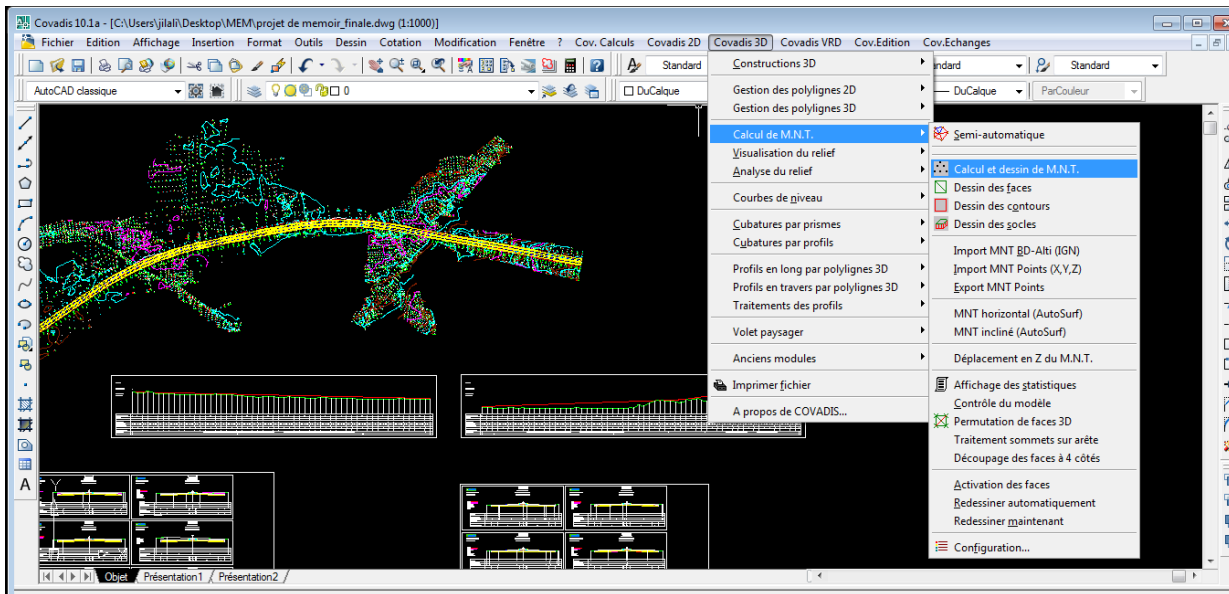 Covadis 10.1a - [C:\Users\jilali\Desktop\MEM\projet de memoir_finale.dwg (1:1000)]
Fichier Edition Affichage Insertion Format Outils Dessin Cotation Modification Fenêtre ? Cov. Calculs Covadis 2D Covadis 3D Covadis VRD Cov.Edition Cov.Echanges
Standard
ndard
Standard
AutoCAD classique
0
DuCalque
DuCalque
ParCouleur
Constructions 3D
Gestion des polylignes 2D
Gestion des polylignes 3D
Calcul de M.N.T.
Visualisation du relief
Analyse du relief
Courbes de niveau
Cubatures par prismes
Cubatures par profils
Profils en long par polylignes 3D
Profils en travers par polylignes 3D
Traitements des profils
Volet paysager
Anciens modules
Imprimer fichier
A propos de COVADIS...
Semi-automatique
Calcul et dessin de M.N.T.
Dessin des faces
Dessin des contours
Dessin des socles
Import MNT BD-Alti (IGN)
Import MNT Points (X,Y,Z)
Export MNT Points
MNT horizontal (AutoSurf)
MNT incliné (AutoSurf)
Déplacement en Z du M.N.T.
Affichage des statistiques
Contrôle du modèle
Permutation de faces 3D
Traitement sommets sur arête
Découpage des faces à 4 côtés
Activation des faces
Redessiner automatiquement
Redessiner maintenant
Configuration...
A
Y
Objet Présentation1 Présentation2